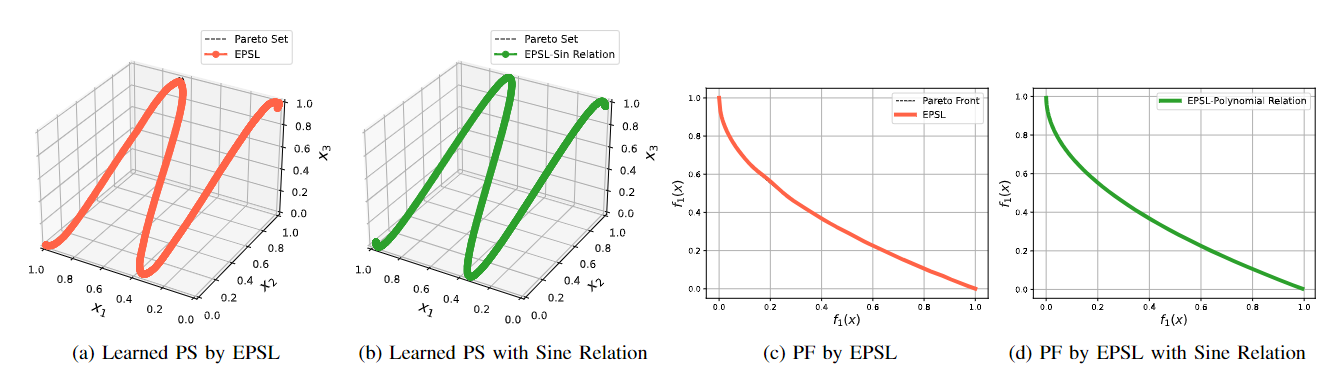 Pareto Set
EPSL
1.0
0.8
0.6
0.4
0.2
0.0
x3
1.0
0.8
0.6
0.4
0.2
0.0
x2
1.0
0.8
0.6
0.4
0.2
0.0
x1
(a) Learned PS by EPSL
Pareto Set
EPSL-Sin Relation
1.0
0.8
0.6
0.4
0.2
0.0
x3
1.0
0.8
0.6
0.4
0.2
0.0
x2
1.0
0.8
0.6
0.4
0.2
0.0
x1
(b) Learned PS with Sine Relation
Pareto Front
EPSL
1.0
0.8
0.6
0.4
0.2
0.0
f1(x)
0.0 0.2 0.4 0.6 0.8 1.0
f1(x)
(c) PF by EPSL
EPSL-Polynomial Relation
1.0
0.8
0.6
0.4
0.2
0.0
f1(x)
0.0 0.2 0.4 0.6 0.8 1.0
f1(x)
(d) PF by EPSL with Sine Relation